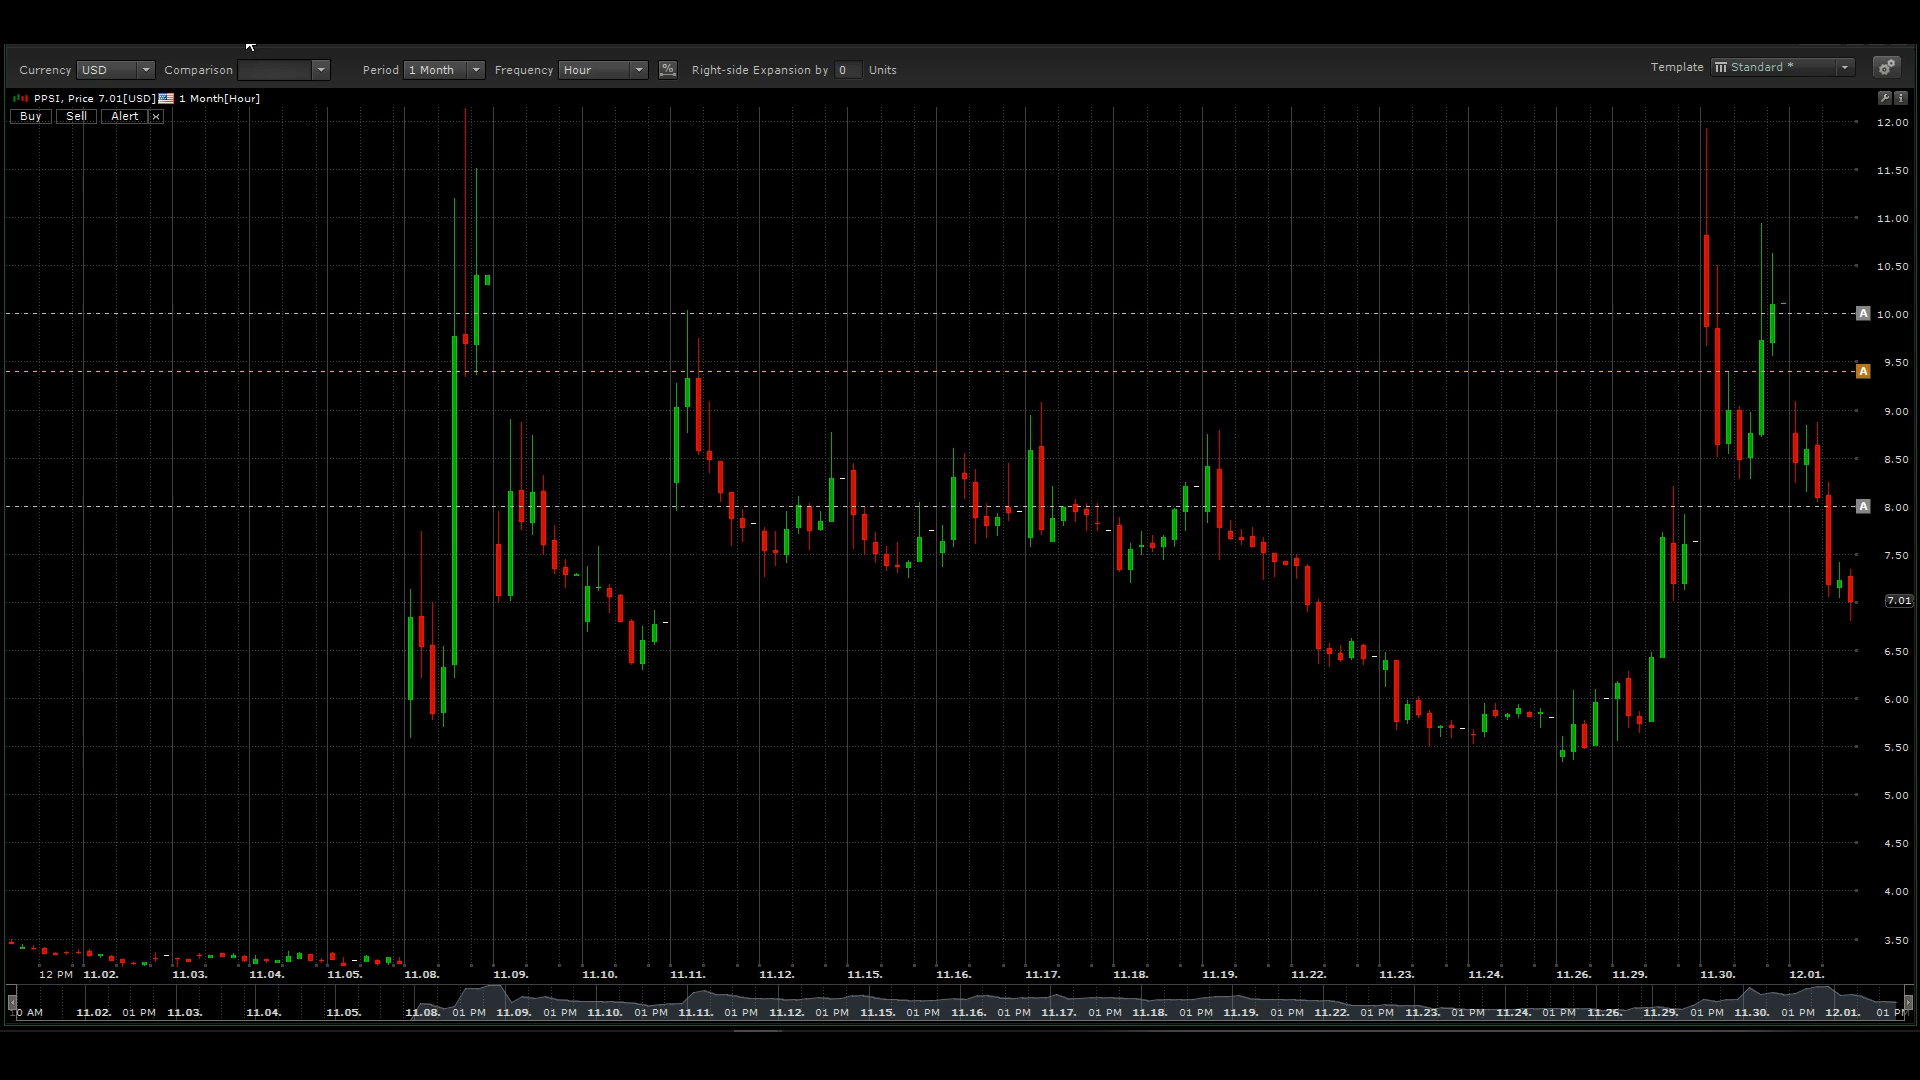 Currency USD Comparison Period 1 Month Frequency Hour % Right-side Expansion by 0 Units Template Standard *
PPSI, Price 7.01[USD] 1 Month[Hour]
Buy Sell Alert ×
12.00
11.50
11.00
10.50
A 10.00
9.50
A
9.00
8.50
A 8.00
7.50
7.01
6.50
6.00
5.50
5.00
4.50
4.00
3.50
12 PM 11.02. 11.03. 11.04. 11.05. 11.08. 11.09. 11.10. 11.11. 11.12. 11.15. 11.16. 11.17. 11.18. 11.19. 11.22. 11.23. 11.24. 11.26. 11.29. 11.30. 12.01.
0 AM 11.02. 01 PM 11.03. 11.04. 11.05. 11.08. 01 PM 11.09. 01 PM 11.10. 01 PM 11.11. 01 PM 11.12. 01 PM 11.15. 01 PM 11.16. 01 PM 11.17. 01 PM 11.18. 01 PM 11.19. 01 PM 11.22. 01 PM 11.23. 01 PM 11.24. 01 PM 11.26. 11.29. 01 PM 11.30. 01 PM 12.01. 01 PM